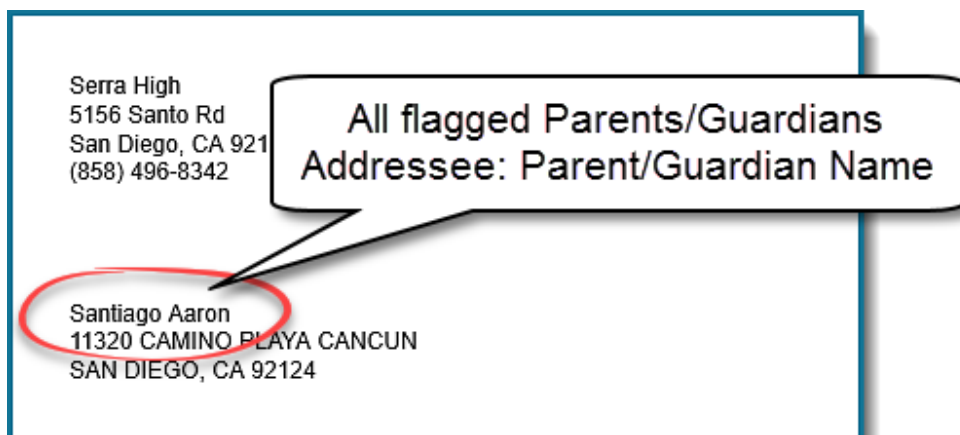 Serra High
5156 Santo Rd
San Diego, CA 921
(858) 496-8342
All flagged Parents/Guardians
Addressee: Parent/Guardian Name
Santiago Aaron
11320 CAMINO PLAYA CANCUN
SAN DIEGO, CA 92124